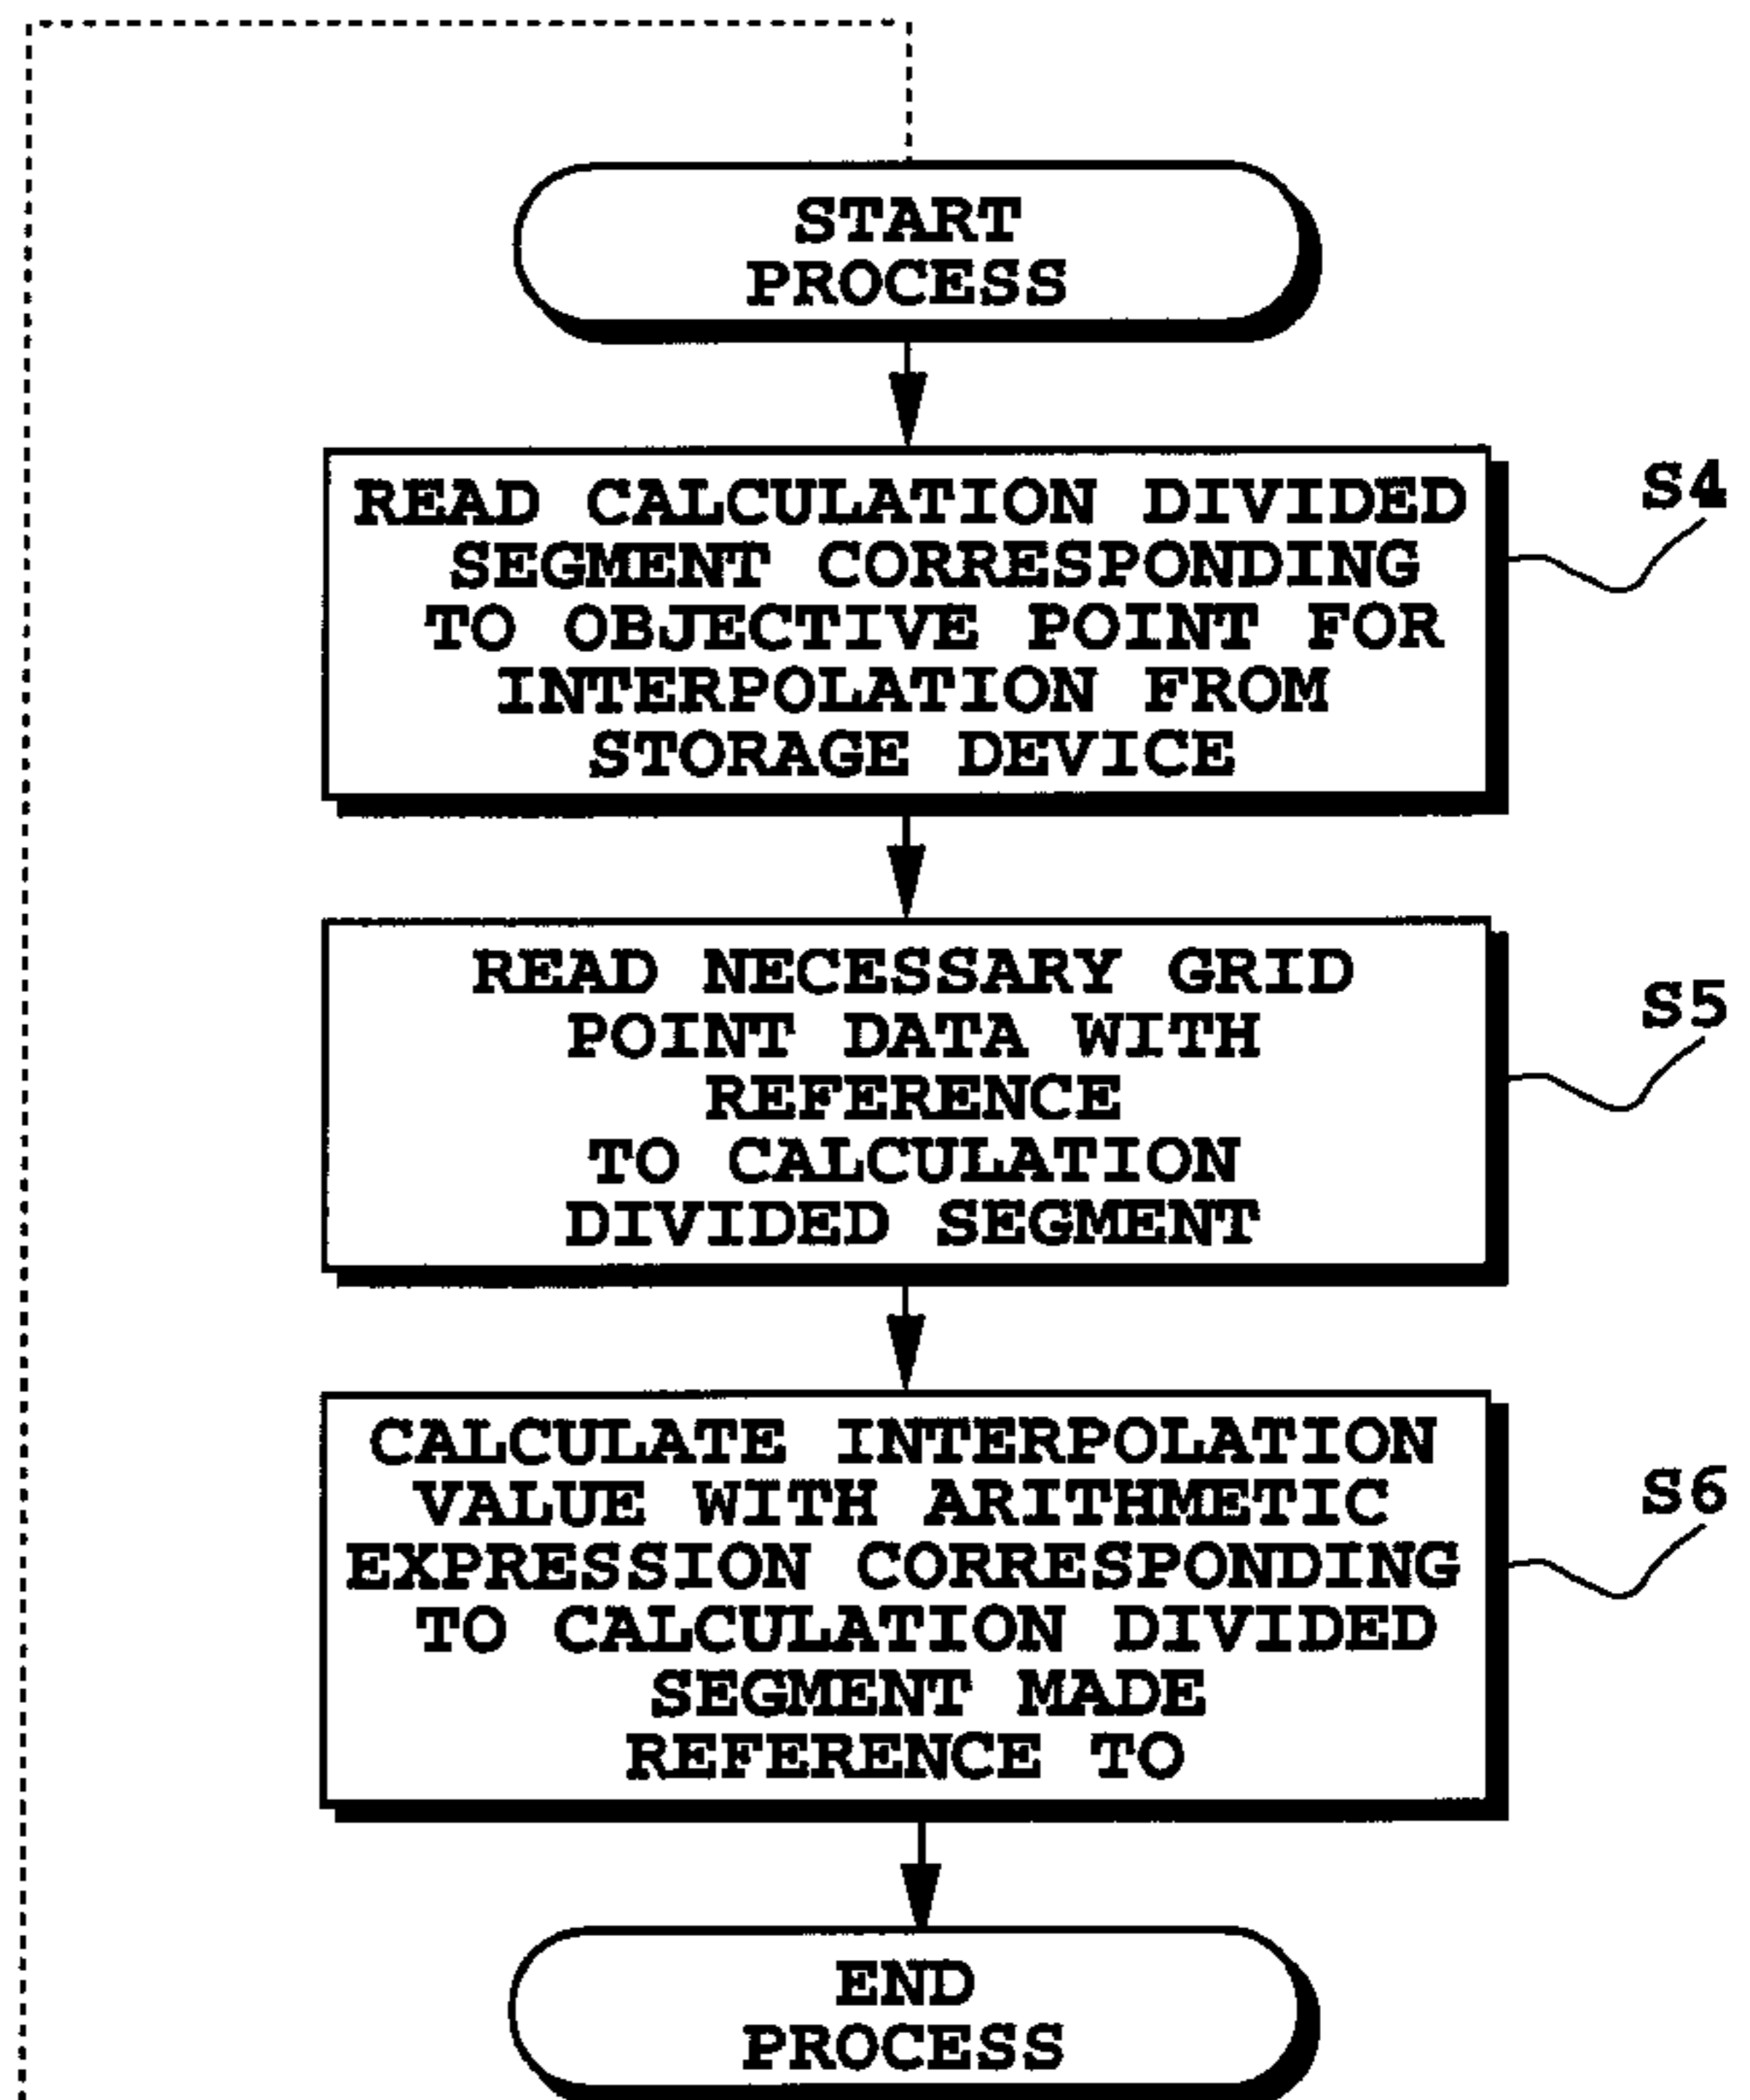 START
PROCESS
READ CALCULATION DIVIDED
SEGMENT CORRESPONDING
TO OBJECTIVE POINT FOR
INTERPOLATION FROM
STORAGE DEVICE
S4
READ NECESSARY GRID
POINT DATA WITH
REFERENCE
TO CALCULATION
DIVIDED SEGMENT
S5
CALCULATE INTERPOLATION
VALUE WITH ARITHMETIC
EXPRESSION CORRESPONDING
TO CALCULATION DIVIDED
SEGMENT MADE
REFERENCE TO
S6
END
PROCESS